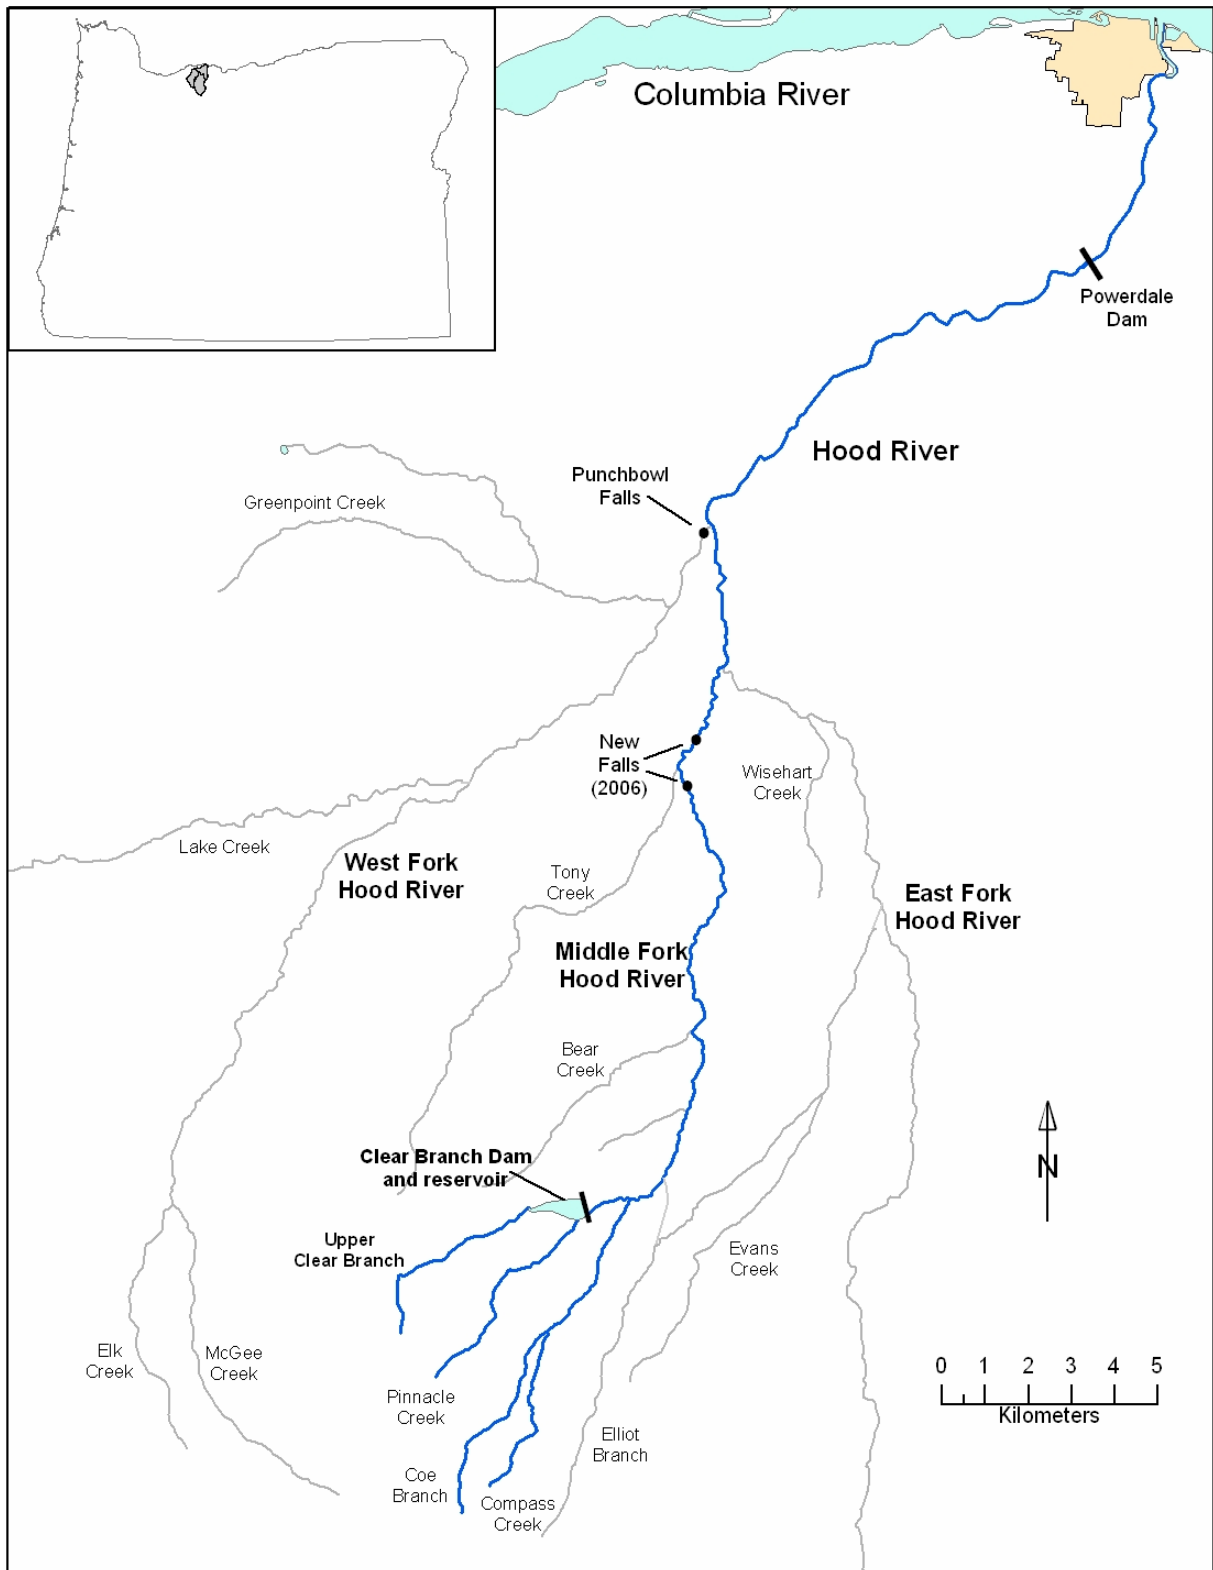 Columbia River
Powerdale
Dam
Hood River
Punchbowl
Falls
Greenpoint Creek
New
Falls
(2006)
Wisehart
Creek
Lake Creek
West Fork
Hood River
Tony
Creek
East Fork
Hood River
Middle Fork
Hood River
Bear
Creek
Clear Branch Dam
and reservoir
N
Upper
Clear Branch
Evans
Creek
Elk
Creek
McGee
Creek
0 1 2 3 4 5
Kilometers
Pinnacle
Creek
Elliot
Branch
Coe
Branch
Compass
Creek